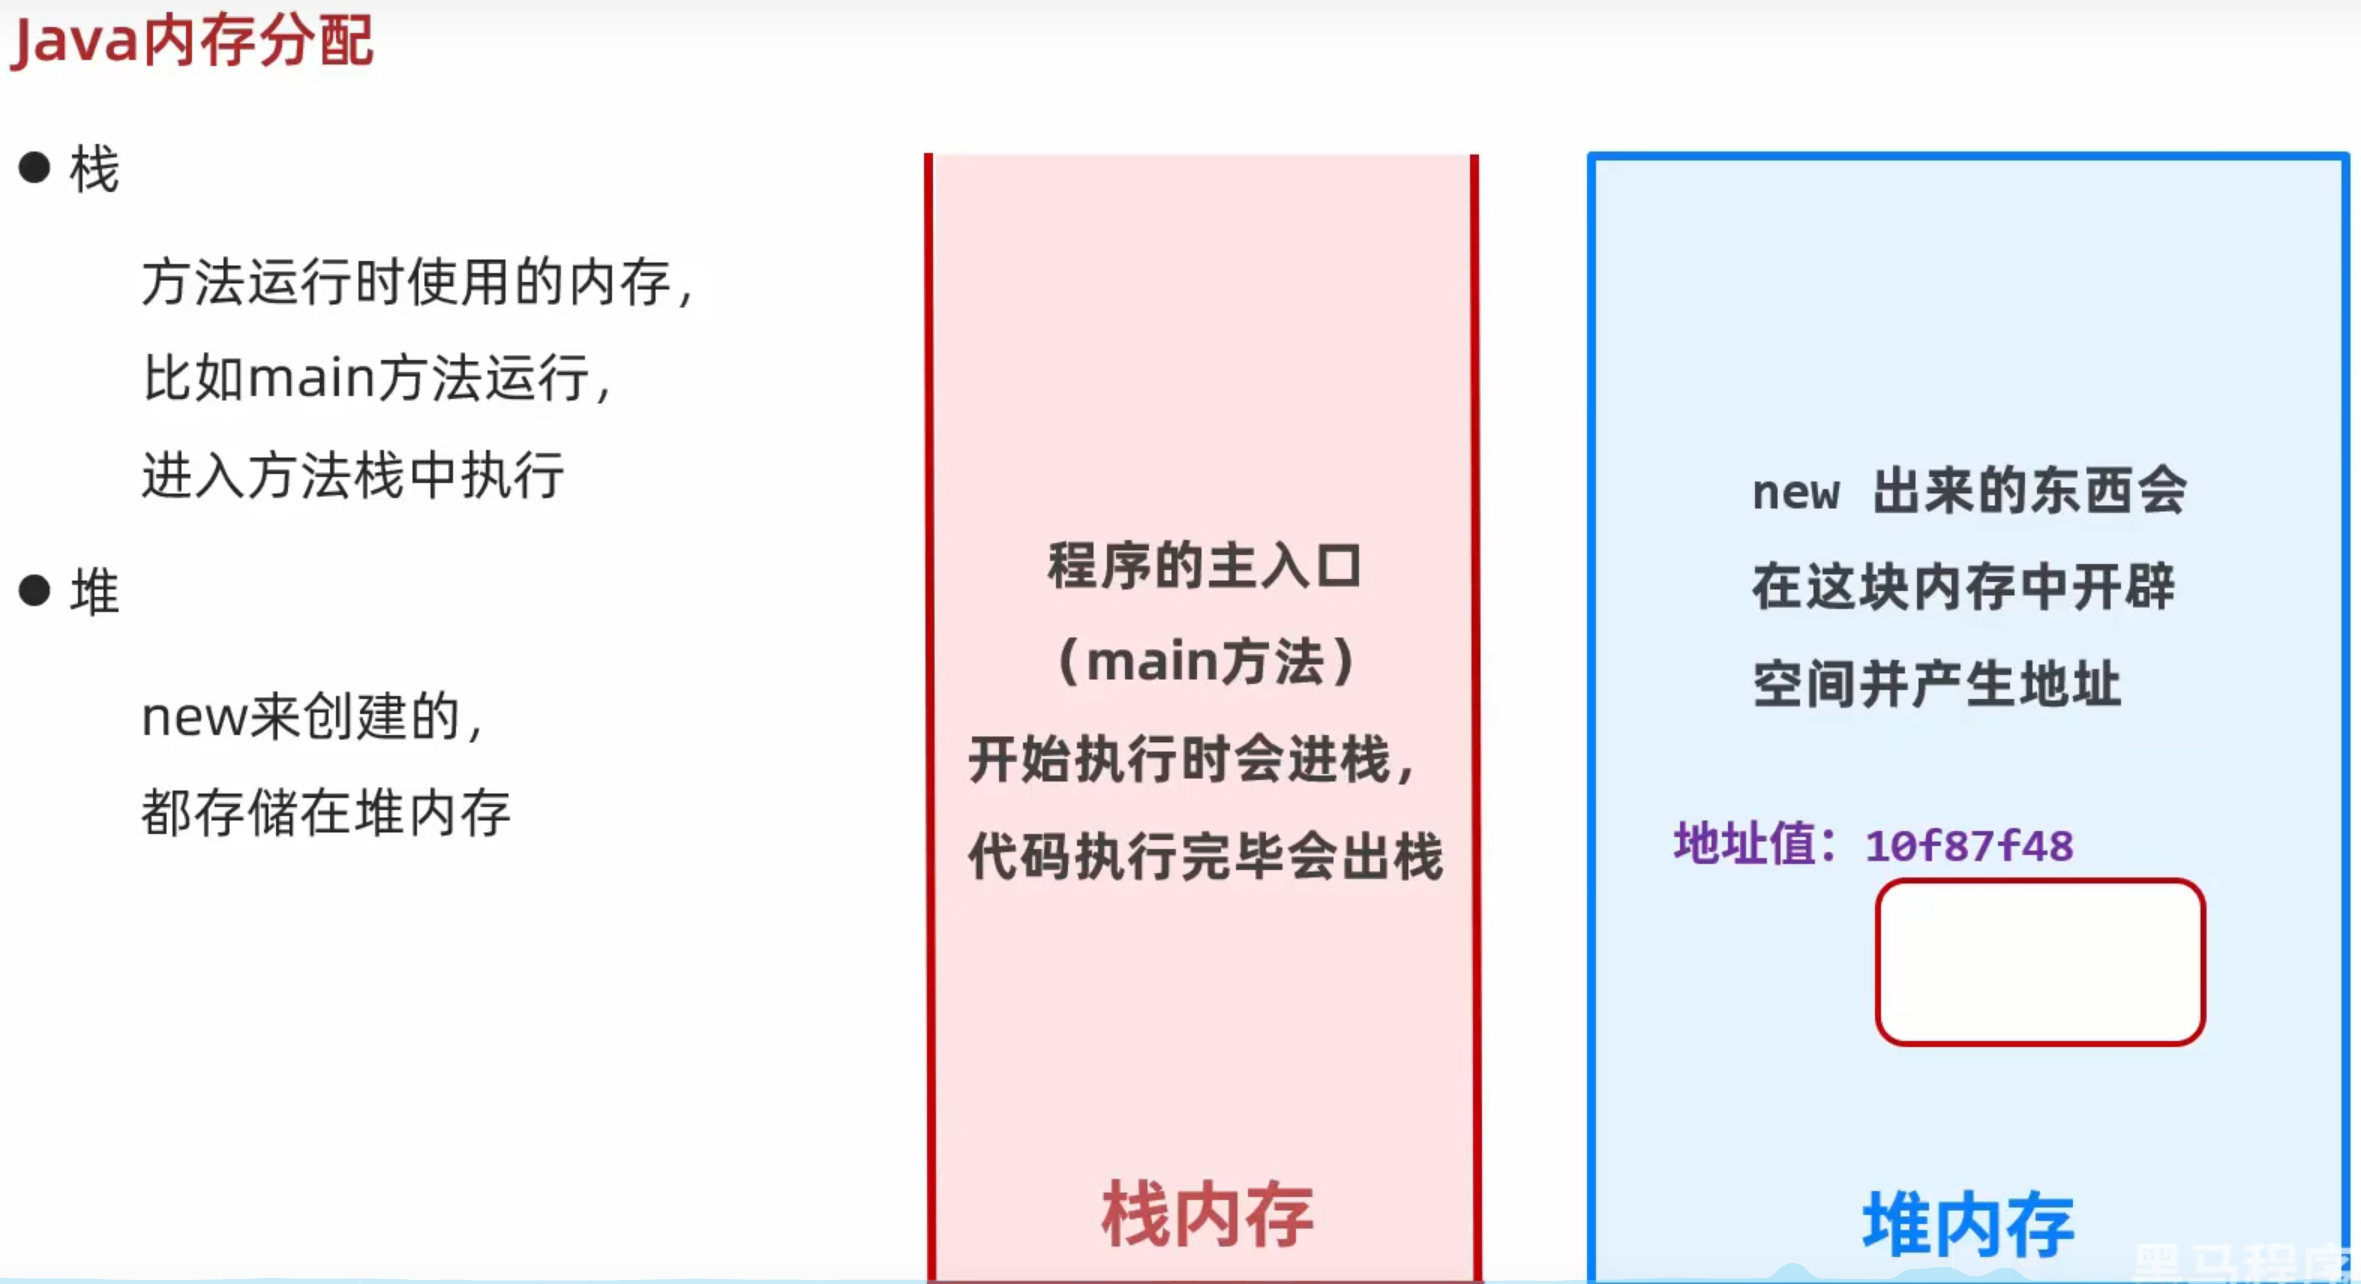 Java内存分配
● 栈
方法运行时使用的内存，
比如main方法运行，
进入方法栈中执行
● 堆
new来创建的，
都存储在堆内存
程序的主入口
（main方法）
开始执行时会进栈，
代码执行完毕会出栈
栈内存
new 出来的东西会
在这块内存中开辟
空间并产生地址
地址值：10f87f48
堆内存
黑马程序